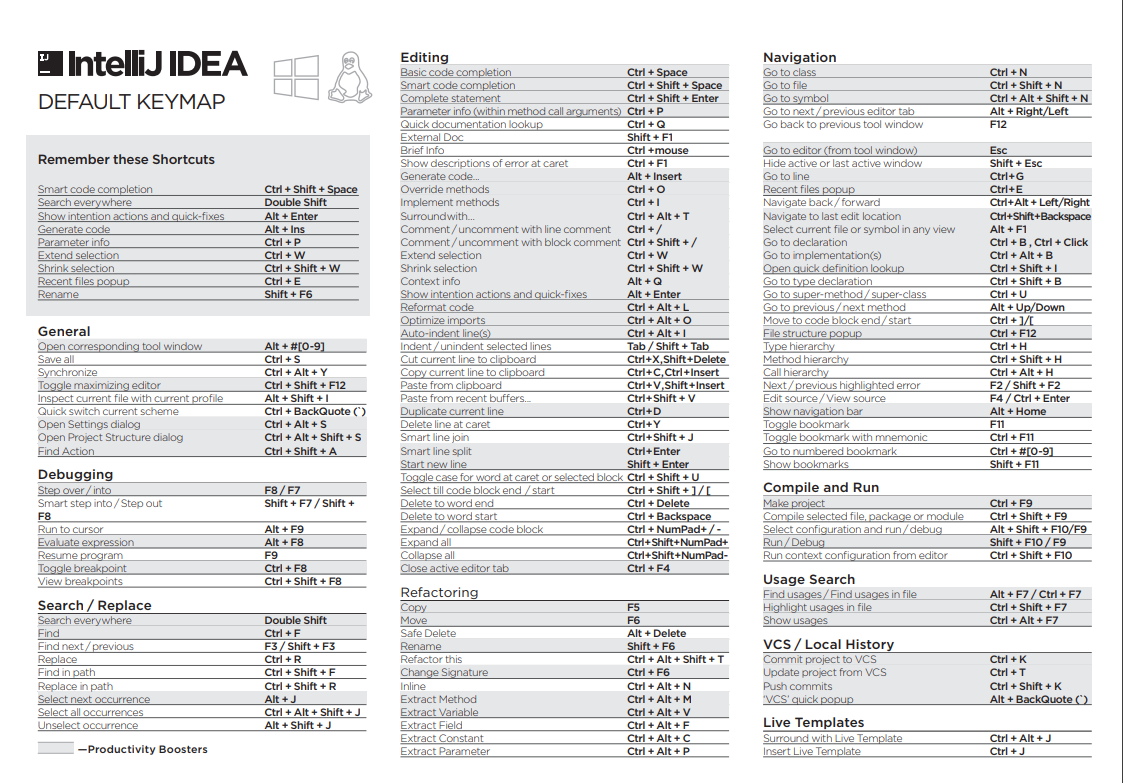 IJ IntelliJ IDEA
DEFAULT KEYMAP
Remember these Shortcuts
Smart code completion Ctrl + Shift + Space
Search everywhere Double Shift
Show intention actions and quick-fixes Alt + Enter
Generate code Alt + Ins
Parameter info Ctrl + P
Extend selection Ctrl + W
Shrink selection Ctrl + Shift + W
Recent files popup Ctrl + E
Rename Shift + F6
General
Open corresponding tool window Alt + #[0-9]
Save all Ctrl + S
Synchronize Ctrl + Alt + Y
Toggle maximizing editor Ctrl + Shift + F12
Inspect current file with current profile Alt + Shift + I
Quick switch current scheme Ctrl + BackQuote (`)
Open Settings dialog Ctrl + Alt + S
Open Project Structure dialog Ctrl + Alt + Shift + S
Find Action Ctrl + Shift + A
Debugging
Step over / into F8 / F7
Smart step into / Step out Shift + F7 / Shift +
F8
Run to cursor Alt + F9
Evaluate expression Alt + F8
Resume program F9
Toggle breakpoint Ctrl + F8
View breakpoints Ctrl + Shift + F8
Search / Replace
Search everywhere Double Shift
Find Ctrl + F
Find next / previous F3 / Shift + F3
Replace Ctrl + R
Find in path Ctrl + Shift + F
Replace in path Ctrl + Shift + R
Select next occurrence Alt + J
Select all occurrences Ctrl + Alt + Shift + J
Unselect occurrence Alt + Shift + J
—Productivity Boosters
Editing
Basic code completion Ctrl + Space
Smart code completion Ctrl + Shift + Space
Complete statement Ctrl + Shift + Enter
Parameter info (within method call arguments) Ctrl + P
Quick documentation lookup Ctrl + Q
External Doc Shift + F1
Brief Info Ctrl +mouse
Show descriptions of error at caret Ctrl + F1
Generate code... Alt + Insert
Override methods Ctrl + O
Implement methods Ctrl + I
Surround with... Ctrl + Alt + T
Comment / uncomment with line comment Ctrl + /
Comment / uncomment with block comment Ctrl + Shift + /
Extend selection Ctrl + W
Shrink selection Ctrl + Shift + W
Context info Alt + Q
Show intention actions and quick-fixes Alt + Enter
Reformat code Ctrl + Alt + L
Optimize imports Ctrl + Alt + O
Auto-indent line(s) Ctrl + Alt + I
Indent / unindent selected lines Tab / Shift + Tab
Cut current line to clipboard Ctrl+X,Shift+Delete
Copy current line to clipboard Ctrl+C,Ctrl+Insert
Paste from clipboard Ctrl+V,Shift+Insert
Paste from recent buffers... Ctrl+Shift + V
Duplicate current line Ctrl+D
Delete line at caret Ctrl+Y
Smart line join Ctrl+Shift + J
Smart line split Ctrl+Enter
Start new line Shift + Enter
Toggle case for word at caret or selected block Ctrl + Shift + U
Select till code block end / start Ctrl + Shift + ] / [
Delete to word end Ctrl + Delete
Delete to word start Ctrl + Backspace
Expand / collapse code block Ctrl + NumPad+ / -
Expand all Ctrl+Shift+NumPad+
Collapse all Ctrl+Shift+NumPad-
Close active editor tab Ctrl + F4
Refactoring
Copy F5
Move F6
Safe Delete Alt + Delete
Rename Shift + F6
Refactor this Ctrl + Alt + Shift + T
Change Signature Ctrl + F6
Inline Ctrl + Alt + N
Extract Method Ctrl + Alt + M
Extract Variable Ctrl + Alt + V
Extract Field Ctrl + Alt + F
Extract Constant Ctrl + Alt + C
Extract Parameter Ctrl + Alt + P
Navigation
Go to class Ctrl + N
Go to file Ctrl + Shift + N
Go to symbol Ctrl + Alt + Shift + N
Go to next / previous editor tab Alt + Right/Left
Go back to previous tool window F12
Go to editor (from tool window) Esc
Hide active or last active window Shift + Esc
Go to line Ctrl+G
Recent files popup Ctrl+E
Navigate back / forward Ctrl+Alt + Left/Right
Navigate to last edit location Ctrl+Shift+Backspace
Select current file or symbol in any view Alt + F1
Go to declaration Ctrl + B , Ctrl + Click
Go to implementation(s) Ctrl + Alt + B
Open quick definition lookup Ctrl + Shift + I
Go to type declaration Ctrl + Shift + B
Go to super-method / super-class Ctrl + U
Go to previous / next method Alt + Up/Down
Move to code block end / start Ctrl + ]/[
File structure popup Ctrl + F12
Type hierarchy Ctrl + H
Method hierarchy Ctrl + Shift + H
Call hierarchy Ctrl + Alt + H
Next / previous highlighted error F2 / Shift + F2
Edit source / View source F4 / Ctrl + Enter
Show navigation bar Alt + Home
Toggle bookmark F11
Toggle bookmark with mnemonic Ctrl + F11
Go to numbered bookmark Ctrl + #[0-9]
Show bookmarks Shift + F11
Compile and Run
Make project Ctrl + F9
Compile selected file, package or module Ctrl + Shift + F9
Select configuration and run / debug Alt + Shift + F10/F9
Run / Debug Shift + F10 / F9
Run context configuration from editor Ctrl + Shift + F10
Usage Search
Find usages / Find usages in file Alt + F7 / Ctrl + F7
Highlight usages in file Ctrl + Shift + F7
Show usages Ctrl + Alt + F7
VCS / Local History
Commit project to VCS Ctrl + K
Update project from VCS Ctrl + T
Push commits Ctrl + Shift + K
'VCS' quick popup Alt + BackQuote (`)
Live Templates
Surround with Live Template Ctrl + Alt + J
Insert Live Template Ctrl + J